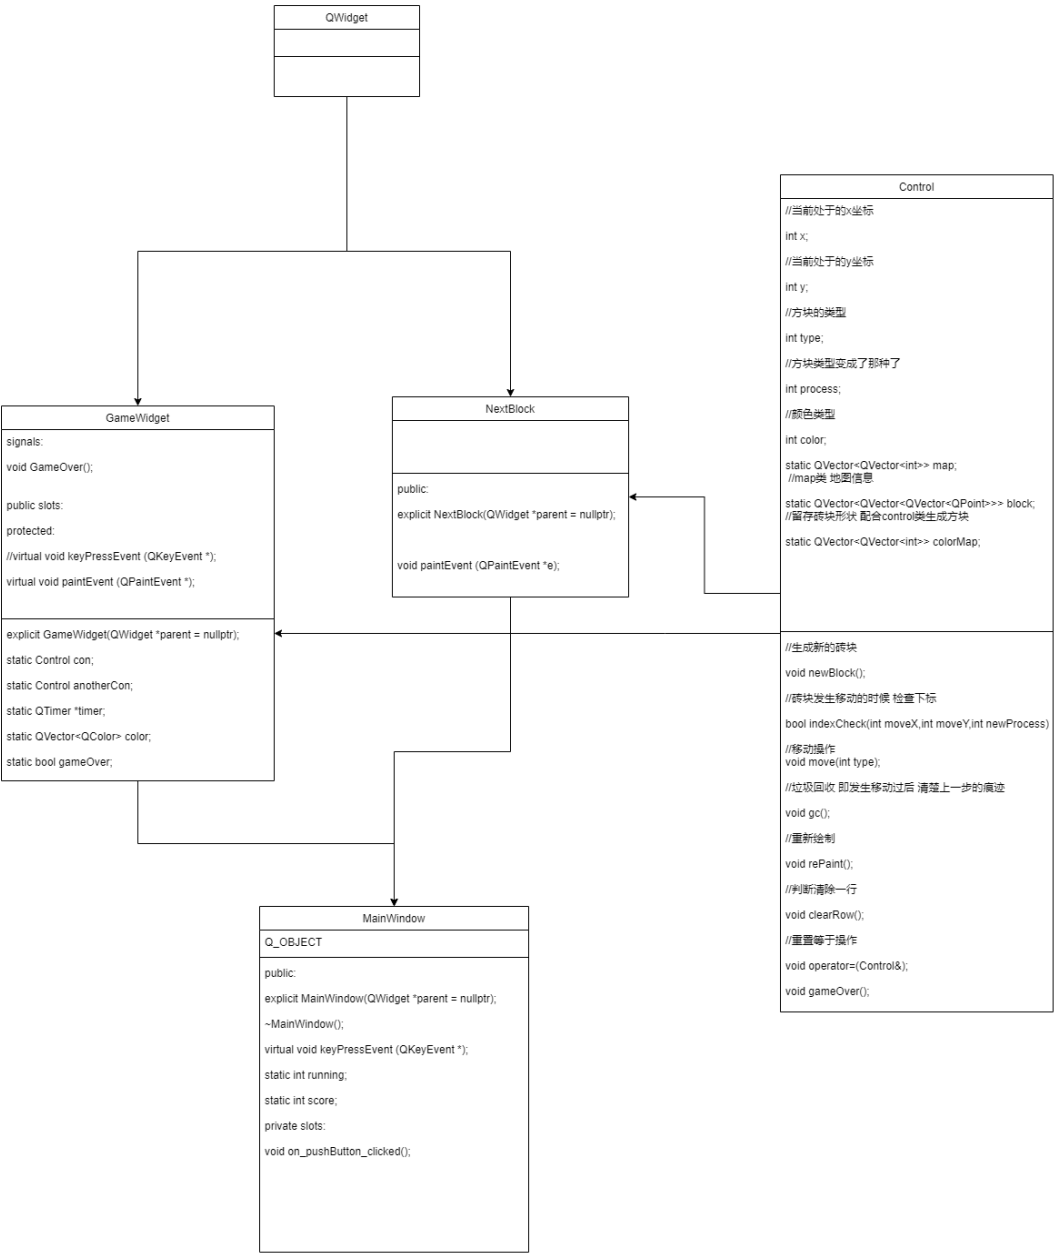 QWidget
Control
//当前处于的x坐标
int x;
//当前处于的y坐标
int y;
//方块的类型
int type;
//方块类型变成了那种了
int process;
//颜色类型
int color;
static QVector<QVector<int>> map;
//map类 地图信息
static QVector<QVector<QVector<QPoint>>> block;
//留存砖块形状 配合control类生成方块
static QVector<QVector<int>> colorMap;
//生成新的砖块
void newBlock();
//砖块发生移动的时候 检查下标
bool indexCheck(int moveX,int moveY,int newProcess)
//移动操作
void move(int type);
//垃圾回收 即发生移动过后 清楚上一步的痕迹
void gc();
//重新绘制
void rePaint();
//判断清除一行
void clearRow();
//重置等于操作
void operator=(Control&);
void gameOver();
GameWidget
signals:
void GameOver();
public slots:
protected:
//virtual void keyPressEvent (QKeyEvent *);
virtual void paintEvent (QPaintEvent *);
explicit GameWidget(QWidget *parent = nullptr);
static Control con;
static Control anotherCon;
static QTimer *timer;
static QVector<QColor> color;
static bool gameOver;
NextBlock
public:
explicit NextBlock(QWidget *parent = nullptr);
void paintEvent (QPaintEvent *e);
MainWindow
Q_OBJECT
public:
explicit MainWindow(QWidget *parent = nullptr);
~MainWindow();
virtual void keyPressEvent (QKeyEvent *);
static int running;
static int score;
private slots:
void on_pushButton_clicked();